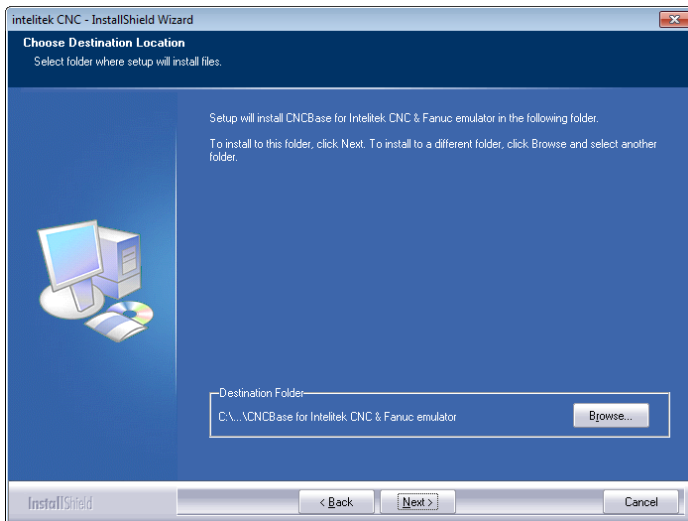 intelitek CNC - InstallShield Wizard
Choose Destination Location
Select folder where setup will install files.
Setup will install CNCBase for Intelitek CNC & Fanuc emulator in the following folder.
To install to this folder, click Next. To install to a different folder, click Browse and select another
folder.
Destination Folder
C:\...\CNCBase for Intelitek CNC & Fanuc emulator
Browse...
InstallShield
< Back
Next >
Cancel